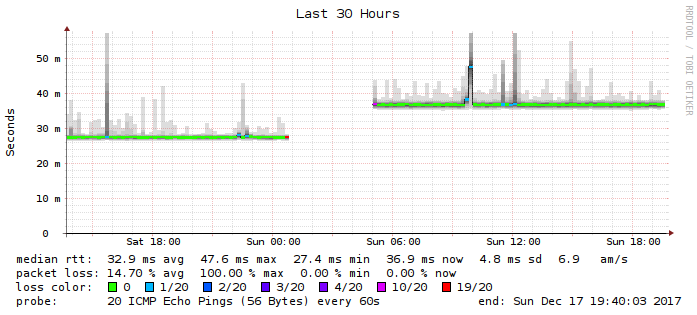 Last 30 Hours
RRDTOOL / TOBI OETIKER
Seconds
50 m
40 m
30 m
20 m
10 m
0
Sat 18:00 Sun 00:00 Sun 06:00 Sun 12:00 Sun 18:00
median rtt: 32.9 ms avg 47.6 ms max 27.4 ms min 36.9 ms now 4.8 ms sd 6.9 am/s
packet loss: 14.70 % avg 100.00 % max 0.00 % min 0.00 % now
loss color: 0 1/20 2/20 3/20 4/20 10/20 19/20
probe: 20 ICMP Echo Pings (56 Bytes) every 60s end: Sun Dec 17 19:40:03 2017